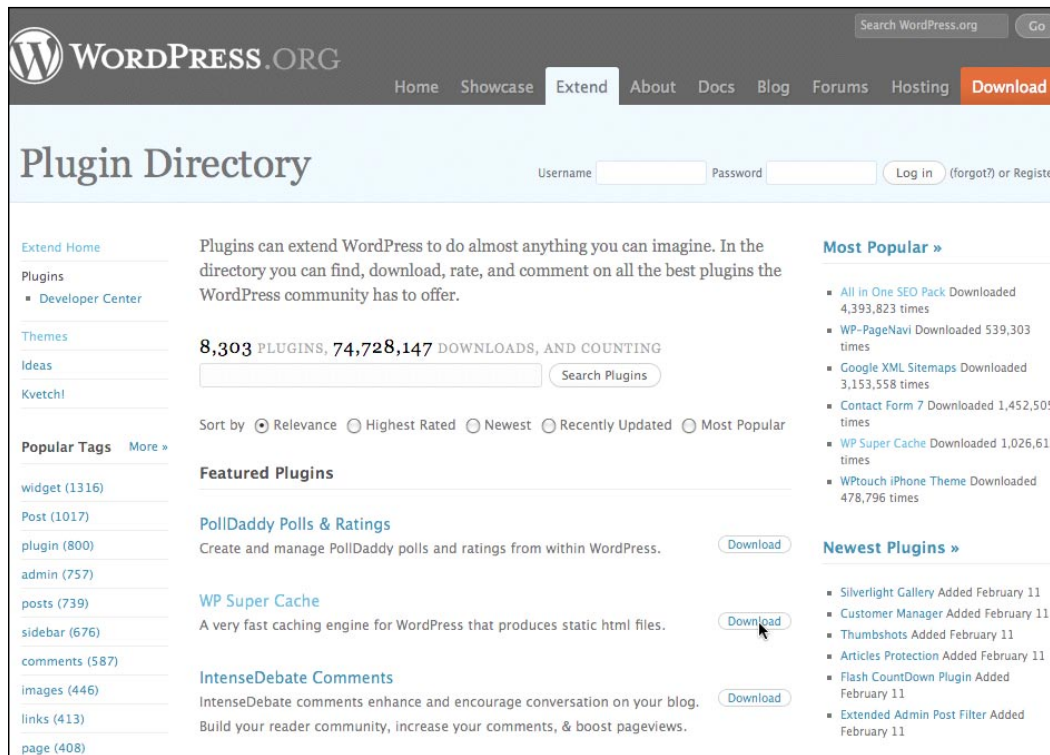 Search WordPress.org
Go
WORDPRESS.ORG
Home Showcase Extend About Docs Blog Forums Hosting Download
Plugin Directory
Username
Password
Log in
(forgot?) or
Extend Home
Plugins
Developer Center
Themes
Ideas
Kvetch!
Popular Tags More »
widget (1316)
Post (1017)
plugin (800)
admin (757)
posts (739)
sidebar (676)
comments (587)
images (446)
links (413)
page (408)
Plugins can extend WordPress to do almost anything you can imagine. In the
directory you can find, download, rate, and comment on all the best plugins the
WordPress community has to offer.
8,303 PLUGINS, 74,728,147 DOWNLOADS, AND COUNTING
Search Plugins
Sort by Relevance Highest Rated Newest Recently Updated Most Popular
Featured Plugins
PollDaddy Polls & Ratings
Create and manage PollDaddy polls and ratings from within WordPress.
Download
WP Super Cache
A very fast caching engine for WordPress that produces static html files.
Download
IntenseDebate Comments
IntenseDebate comments enhance and encourage conversation on your blog.
Build your reader community, increase your comments, & boost pageviews.
Download
Most Popular »
All in One SEO Pack Downloaded
4,393,823 times
WP-PageNavi Downloaded 539,303
times
Google XML Sitemaps Downloaded
3,153,558 times
Contact Form 7 Downloaded
times
WP Super Cache Downloaded
times
WPtouch iPhone Theme Downloaded
478,796 times
Newest Plugins »
Silverlight Gallery Added February 11
Customer Manager Added February 11
Thumbshots Added February 11
Articles Protection Added February 11
Flash CountDown Plugin Added
February 11
Extended Admin Post Filter Added
February 11